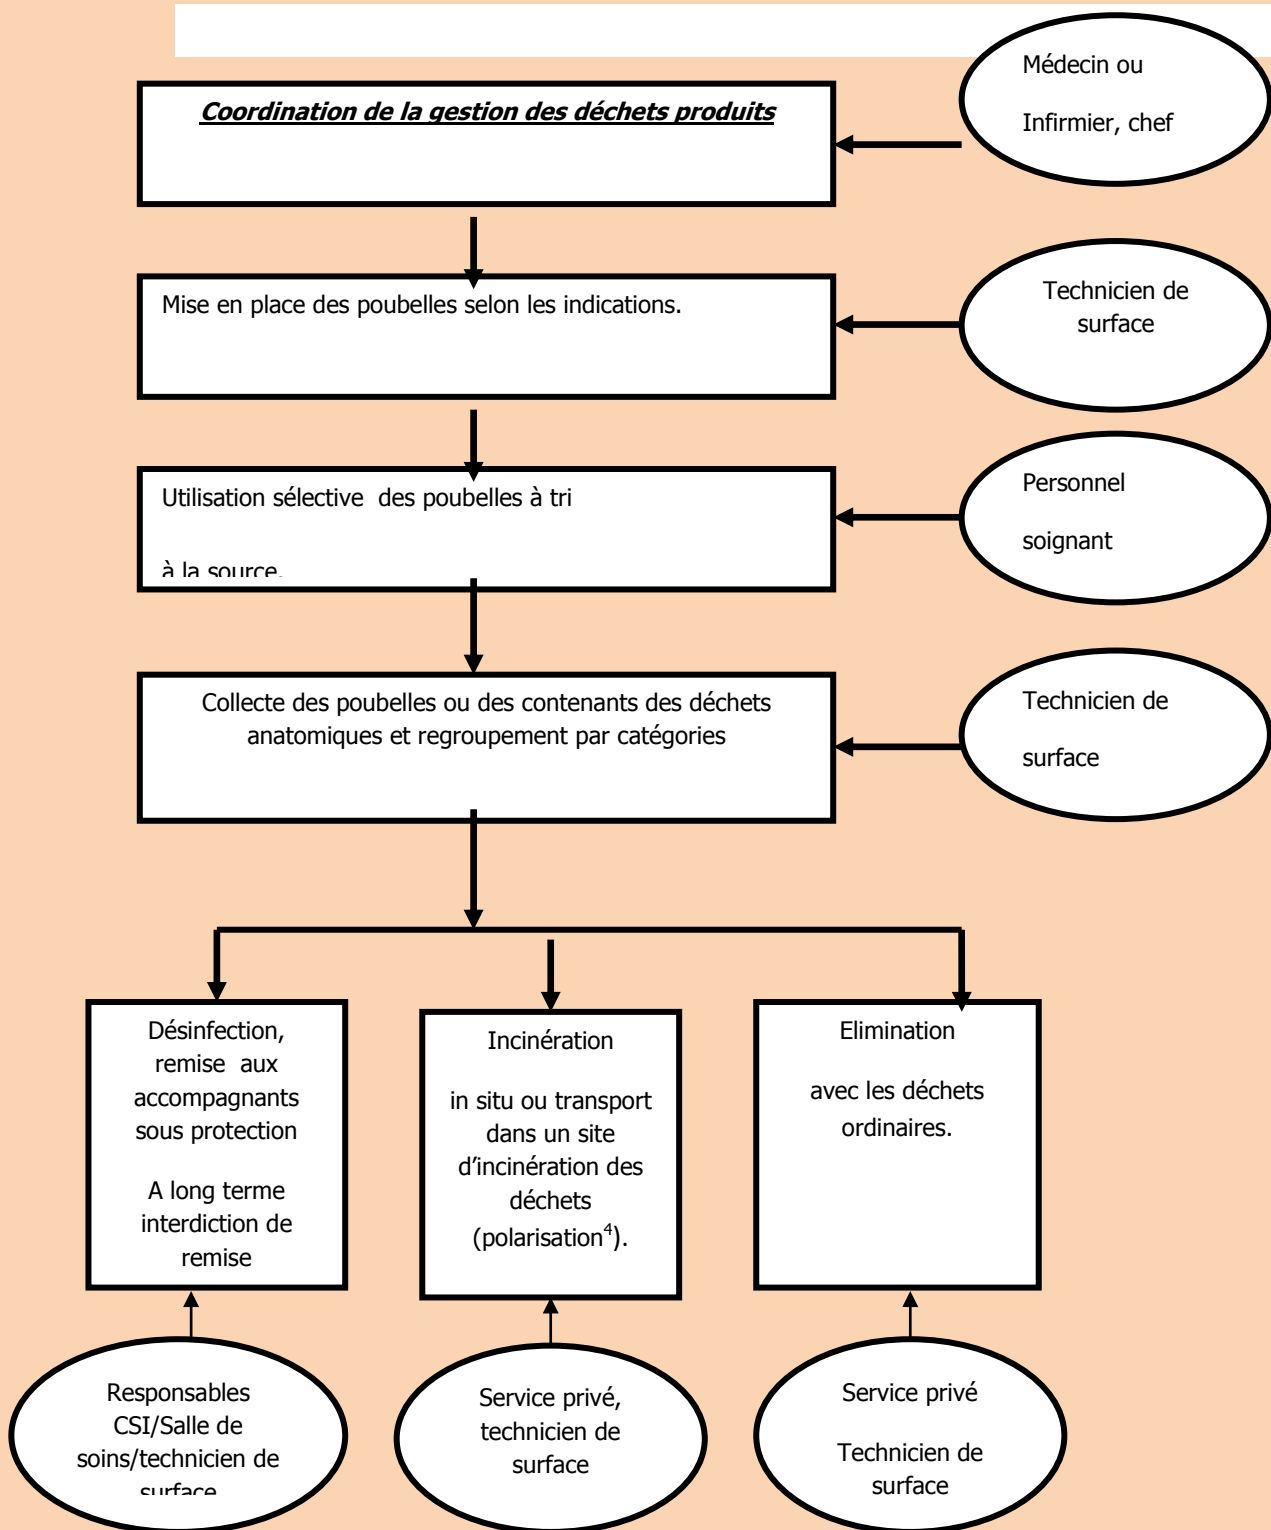 Médecin ou
Infirmier, chef
Coordination de la gestion des déchets produits
Mise en place des poubelles selon les indications.
Technicien de
surface
Utilisation sélective  des poubelles à tri
à la source.
Personnel
soignant
Collecte des poubelles ou des contenants des déchets
anatomiques et regroupement par catégories
Technicien de
surface
Désinfection,
remise  aux
accompagnants
sous protection
A long terme
interdiction de
remise
Incinération
in situ ou transport
dans un site
d’incinération des
déchets
(polarisation⁴).
Elimination
avec les déchets
ordinaires.
Responsables
CSI/Salle de
soins/technicien de
surface
Service privé,
technicien de
surface
Service privé
Technicien de
surface